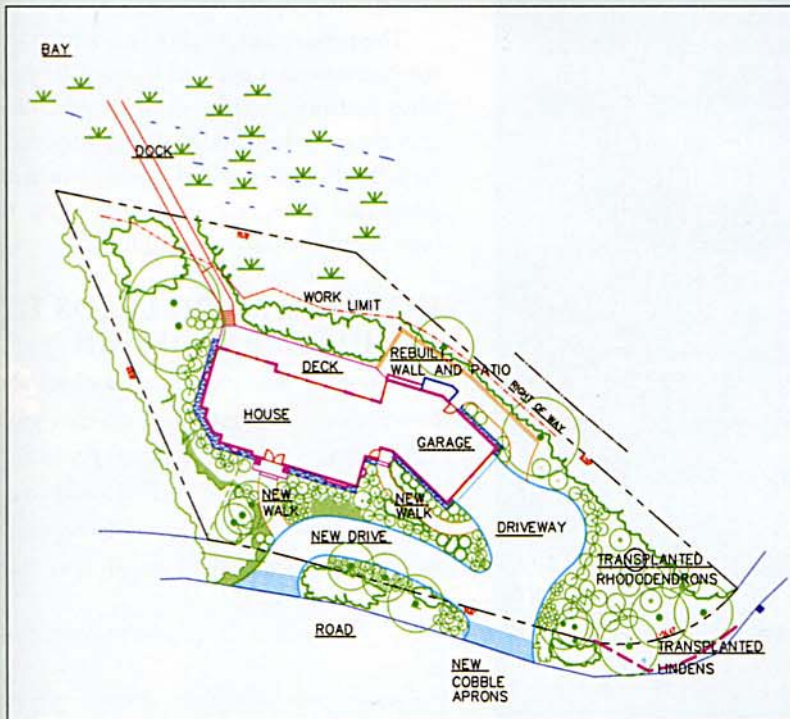 BAY
DOCK
WORK
LIMIT
REBUILT
WALL AND PATIO
DECK
RIGHT OF WAY
HOUSE
GARAGE
NEW
WALK
NEW
WALK
NEW DRIVE
DRIVEWAY
TRANSPLANTED
RHODODENDRONS
ROAD
TRANSPLANTED
LINDENS
NEW
COBBLE
APRONS